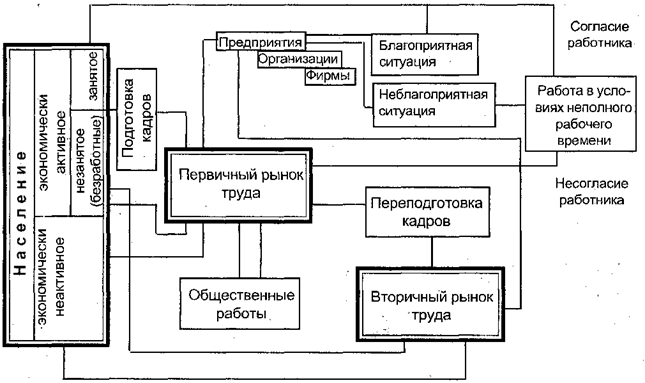 Население
экономически
активное
экономически
неактивное
занятое
незанятое
(безработные)
Подготовка
кадров
Предприятия
Организации
Фирмы
Благоприятная
ситуация
Неблагоприятная
ситуация
Согласие
работника
Работа в усло-
виях неполного
рабочего
времени
Несогласие
работника
Первичный рынок
труда
Переподготовка
кадров
Общественные
работы
Вторичный рынок
труда